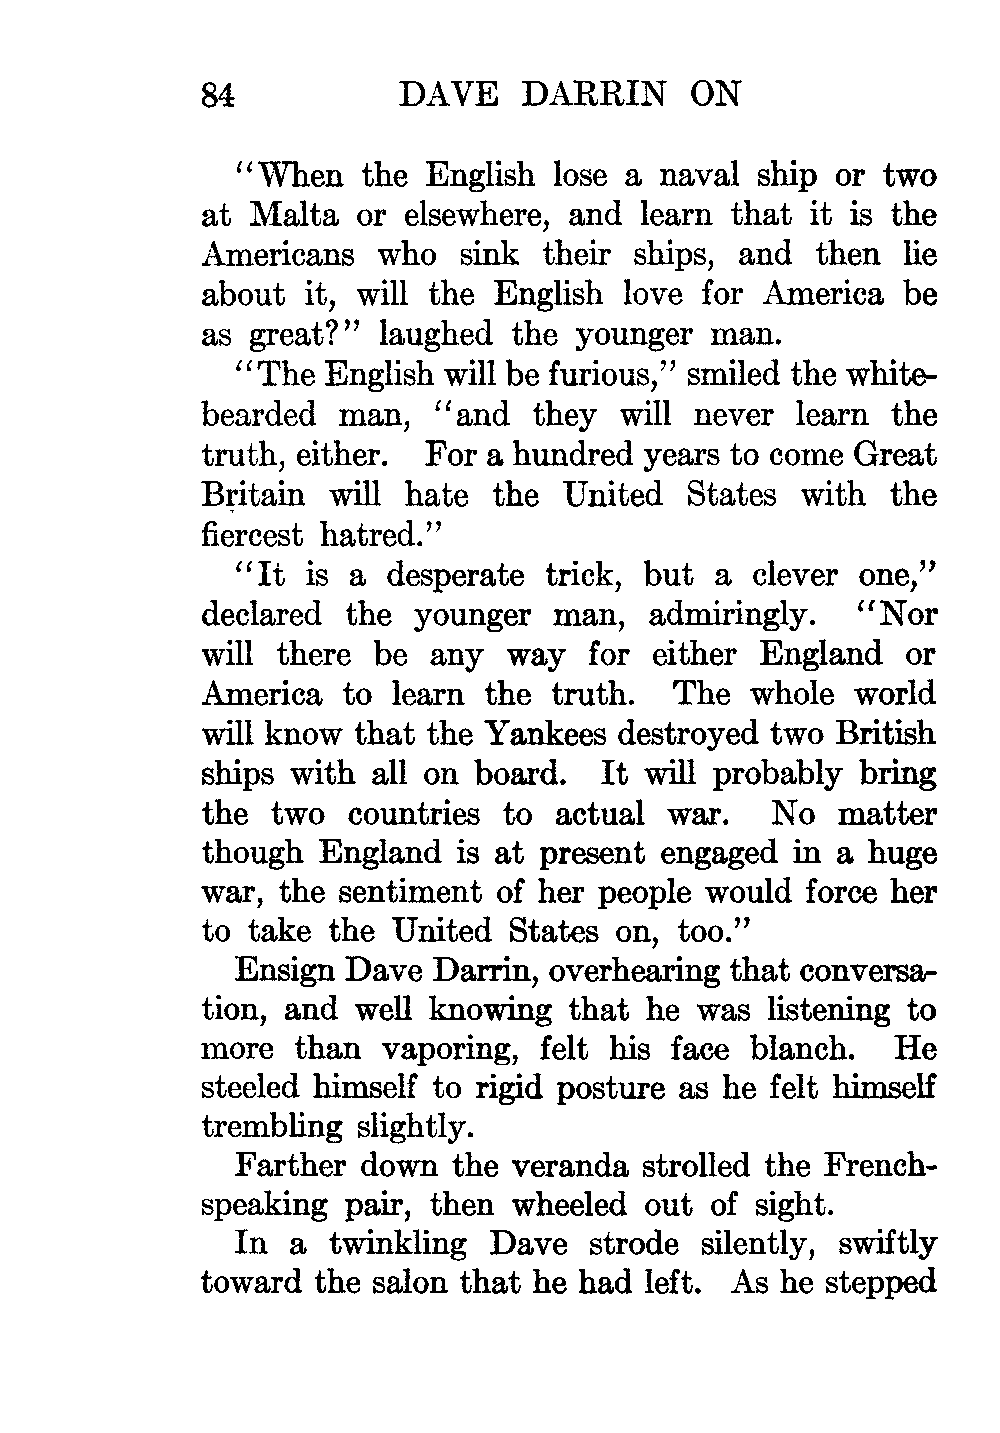 84 DAVE DARRIN ON
“When the English lose a naval ship or two
at Malta or elsewhere, and learn that it is the
Americans who sink their ships, and then lie
about it, will the English love for America be
as great?” laughed the younger man.
“The English will be furious,” smiled the white-
bearded man, “and they will never learn the
truth, either. For a hundred years to come Great
Britain will hate the United States with the
fiercest hatred.”
“It is a desperate trick, but a clever one,”
declared the younger man, admiringly. “Nor
will there be any way for either England or
America to learn the truth. The whole world
will know that the Yankees destroyed two British
ships with all on board. It will probably bring
the two countries to actual war. No matter
though England is at present engaged in a huge
war, the sentiment of her people would force her
to take the United States on, too.”
Ensign Dave Darrin, overhearing that conversa-
tion, and well knowing that he was listening to
more than vaporing, felt his face blanch. He
steeled himself to rigid posture as he felt himself
trembling slightly.
Farther down the veranda strolled the French-
speaking pair, then wheeled out of sight.
In a twinkling Dave strode silently, swiftly
toward the salon that he had left. As he stepped